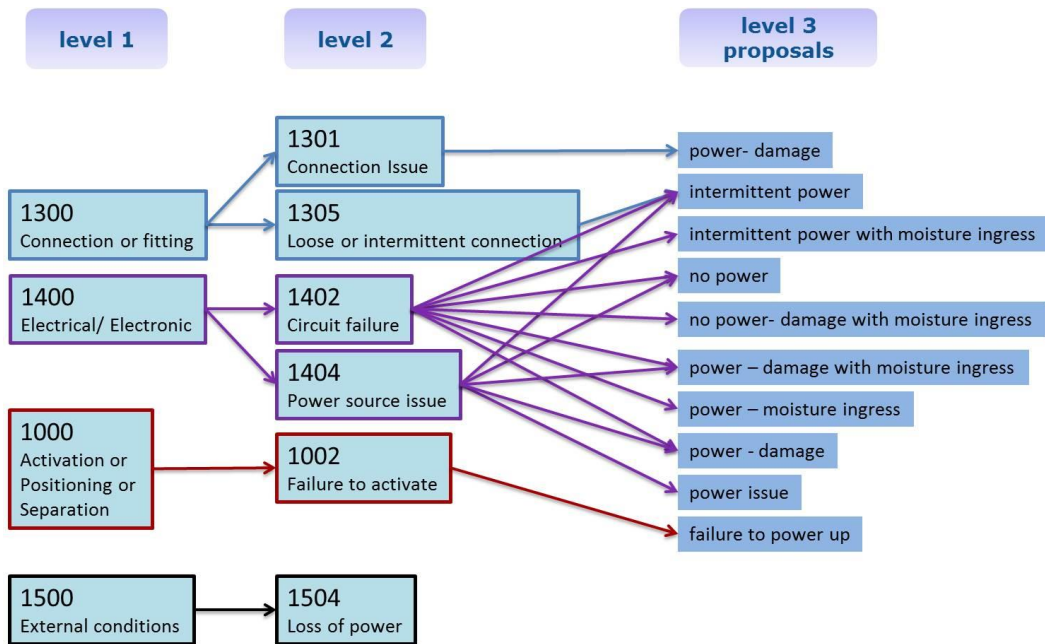 level 1
level 2
level 3
proposals
1301
Connection Issue
power- damage
intermittent power
1300
Connection or fitting
1305
Loose or intermittent connection
intermittent power with moisture ingress
no power
1400
Electrical/ Electronic
1402
Circuit failure
no power- damage with moisture ingress
1404
Power source issue
power – damage with moisture ingress
power – moisture ingress
1000
Activation or
Positioning or
Separation
1002
Failure to activate
power - damage
power issue
failure to power up
1500
External conditions
1504
Loss of power